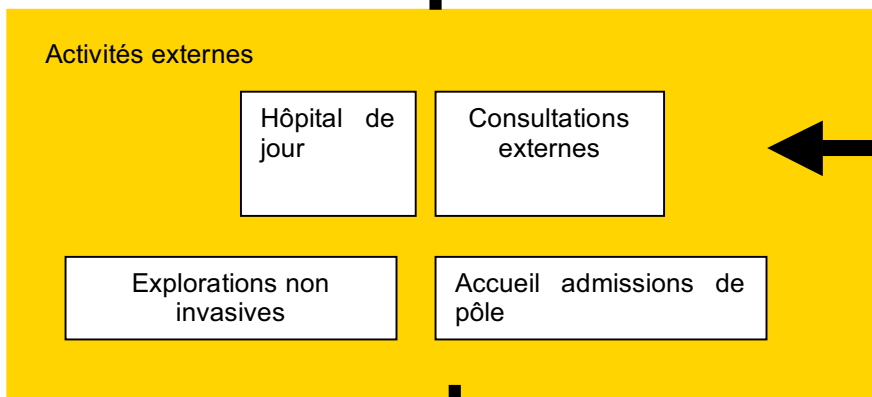 Activités externes
Hôpital de
jour
Consultations
externes
Explorations non
invasives
Accueil admissions de
pôle